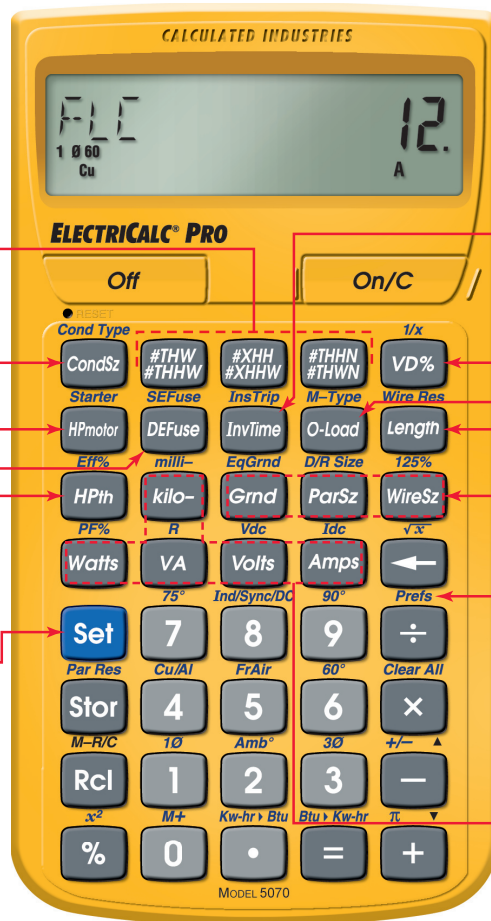 CALCULATED INDUSTRIES
FLC 12.
1 Ø 60
Cu A
ELECTRICALC® PRO
Off On/C
RESET
Cond Type 1/x
CondSz #THW #THHW #XHH #XHHW #THHN #THWN VD%
Starter SEFuse InsTrip M–Type Wire Res
HPmotor DEFuse InvTime O-Load Length
Eff% milli– EqGrnd D/R Size 125%
HPth kilo– Grnd ParSz WireSz
PF% R Vdc Idc √x
Watts VA Volts Amps ←
75° Ind/Sync/DC 90° Prefs
Set 7 8 9 ÷
Par Res Cu/Al FrAir 60° Clear All
Stor 4 5 6 ×
M–R/C 1Ø Amb° 3Ø +/– ▲
Rcl 1 2 3 –
x² M+ Kw-hr ▸ Btu Btu ▸ Kw-hr π ▼
% 0 • = +
MODEL 5070